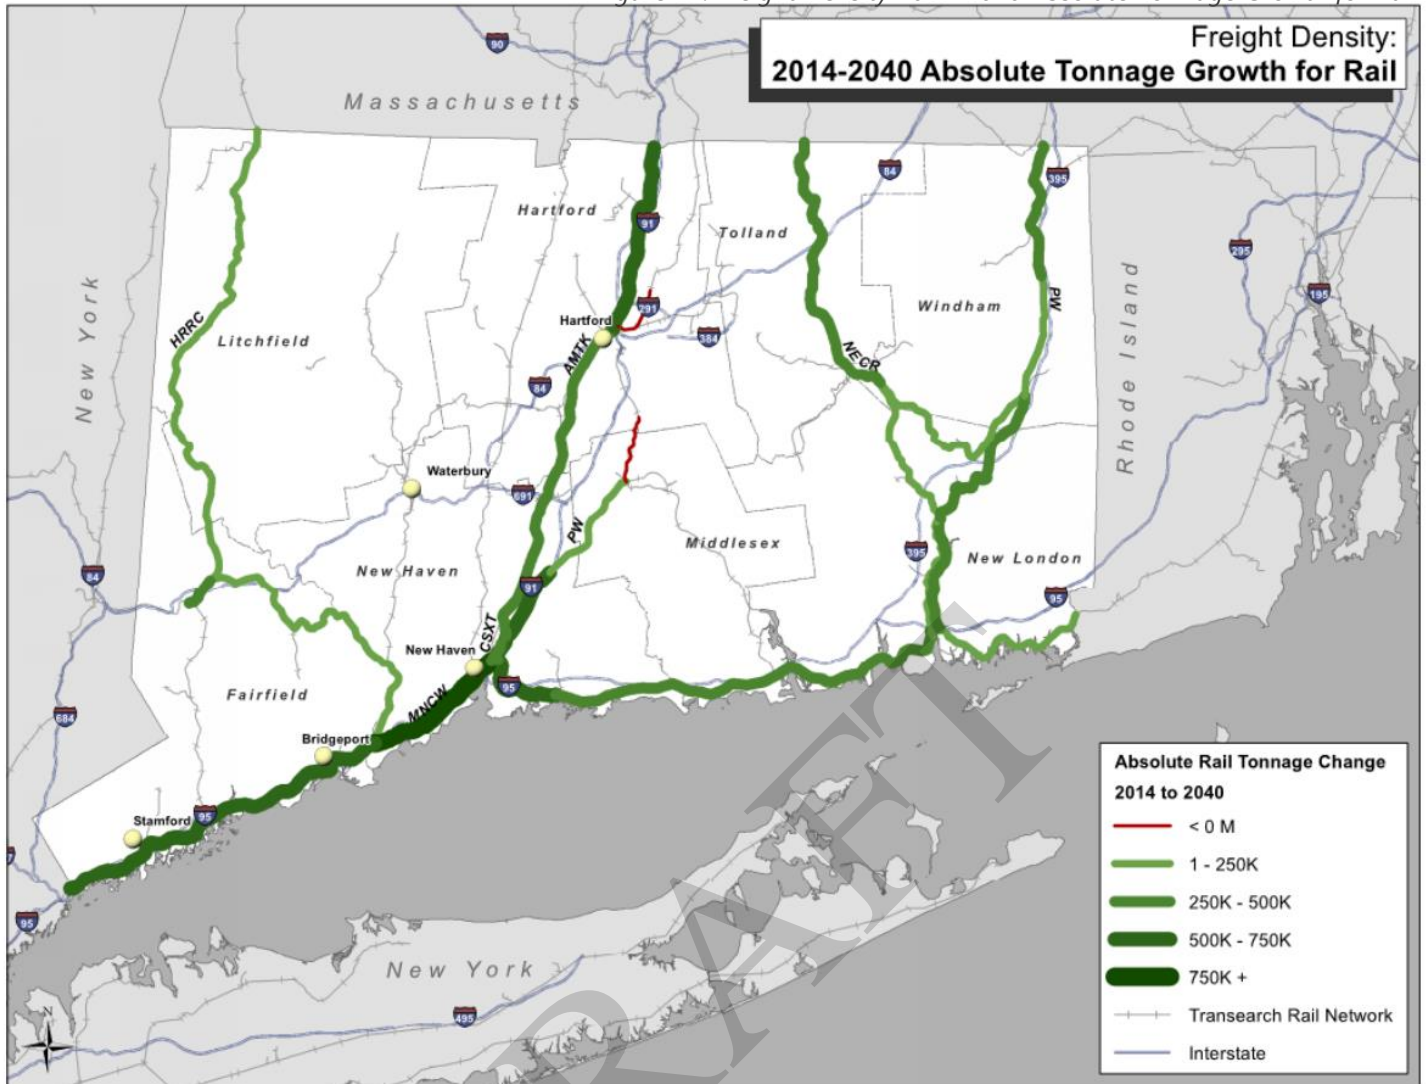 Freight Density:
2014-2040 Absolute Tonnage Growth for Rail
90
Massachusetts
84
395
Hartford
91
Tolland
295
New York
Rhode Island
195
HRRC
Litchfield
Hartford
291
384
Windham
PW
AMTK
84
NECR
Waterbury
691
PW
Middlesex
395
New London
84
New Haven
91
95
CSXT
New Haven
95
Fairfield
MNCW
684
Bridgeport
Stamford
95
95
New York
495
N
DRAFT
Absolute Rail Tonnage Change
2014 to 2040
< 0 M
1 - 250K
250K - 500K
500K - 750K
750K +
Transearch Rail Network
Interstate